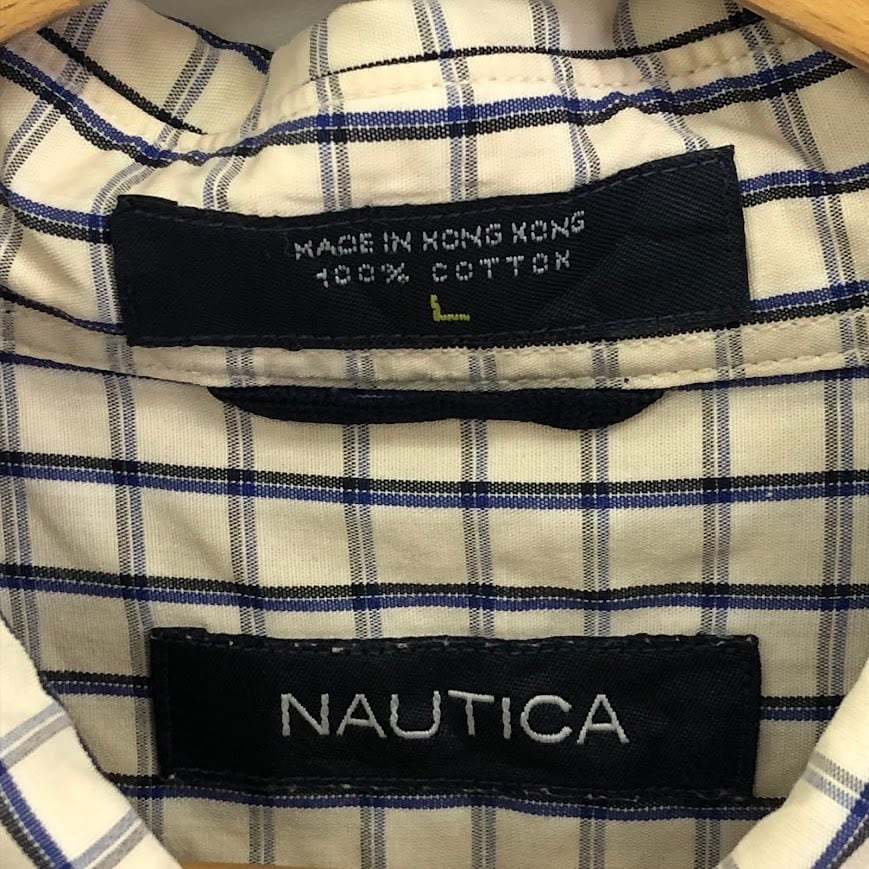 MADE IN HONG KONG
100% COTTON
L
NAUTICA